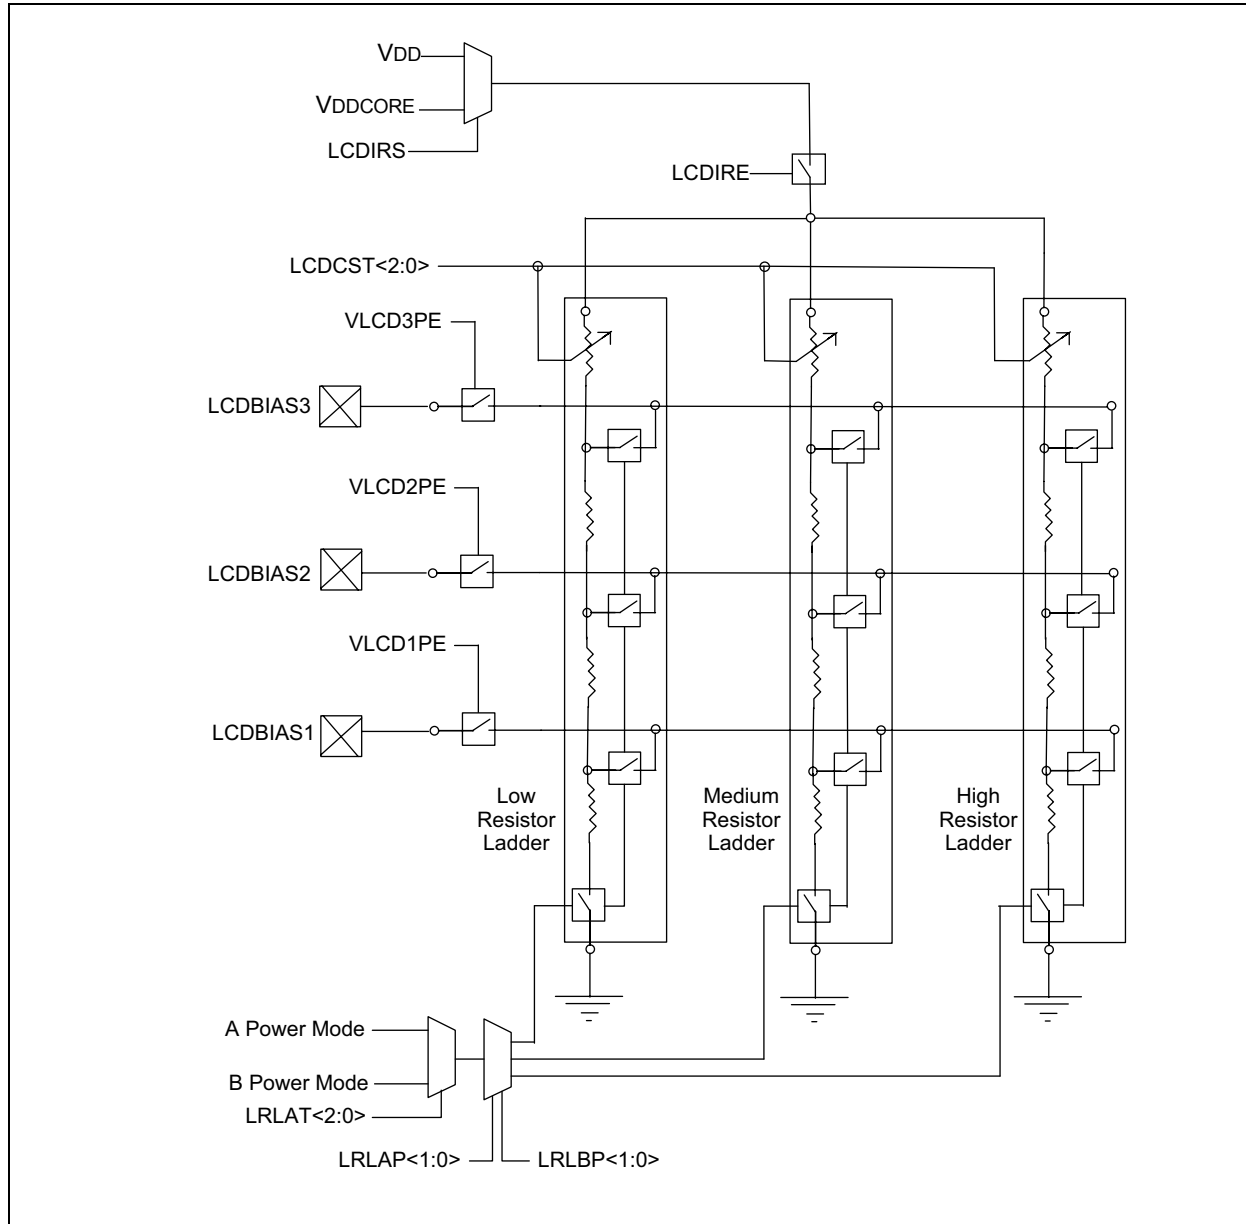 VDD
VDDCORE
LCDIRS
LCDIRE
LCDCST<2:0>
VLCD3PE
LCDBIAS3
VLCD2PE
LCDBIAS2
VLCD1PE
LCDBIAS1
Low
Resistor
Ladder
Medium
Resistor
Ladder
High
Resistor
Ladder
A Power Mode
B Power Mode
LRLAT<2:0>
LRLAP<1:0>
LRLBP<1:0>